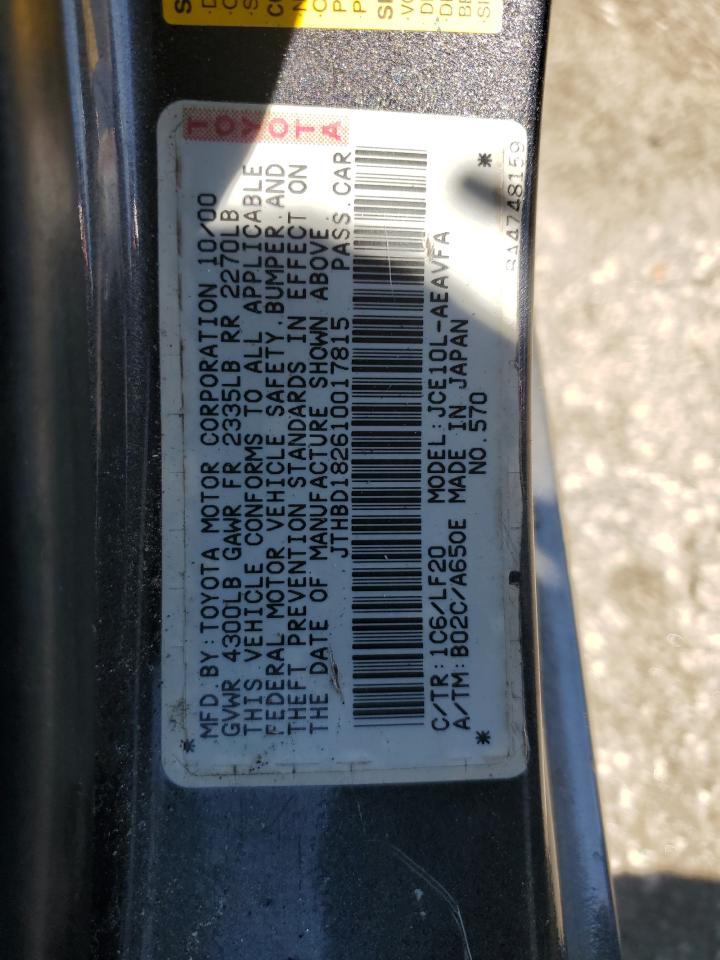 TOYOTA
MFD. BY: TOYOTA MOTOR CORPORATION 10/00
GVWR 4300LB GAWR FR 2335LB RR 2270LB
THIS VEHICLE CONFORMS TO ALL APPLICABLE
FEDERAL MOTOR VEHICLE SAFETY, BUMPER, AND
THEFT PREVENTION STANDARDS IN EFFECT ON
THE DATE OF MANUFACTURE SHOWN ABOVE.
JTHBD182610017815 PASS. CAR
C/TR: 1C6/LF20 MODEL: JCE10L-AEAVFA
A/TM: B02C/A650E MADE IN JAPAN
NO. 570